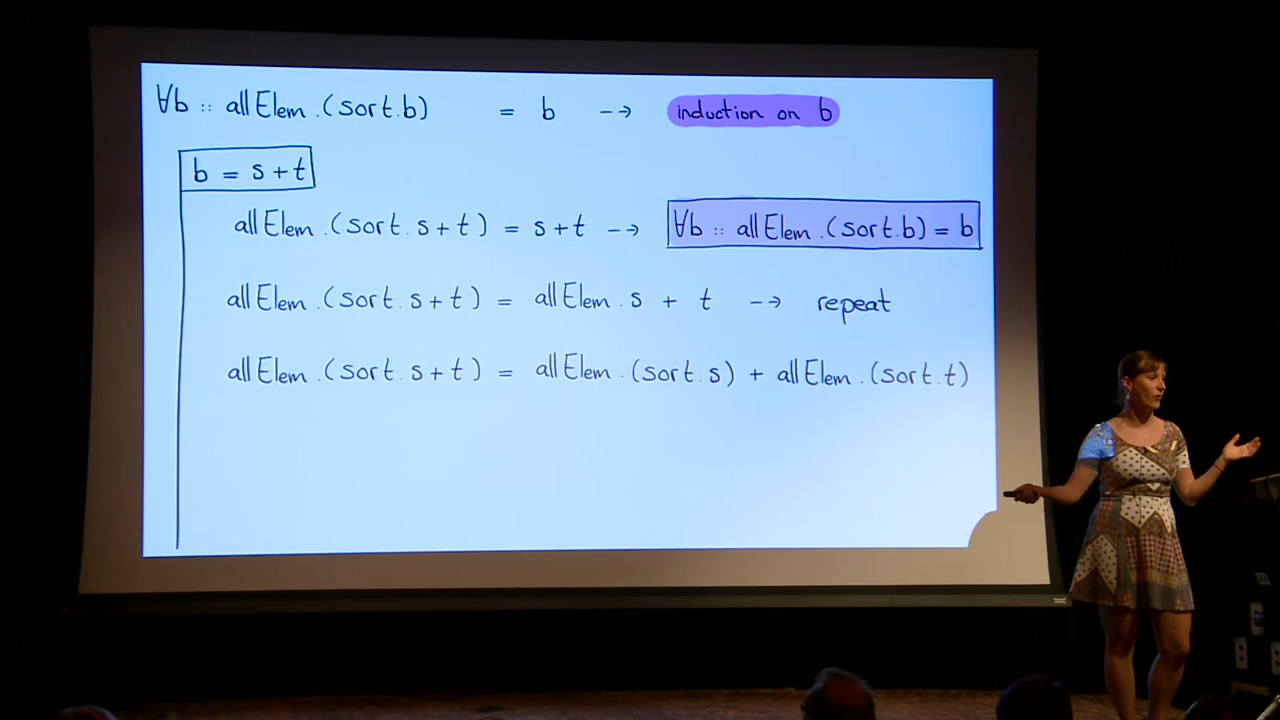 ∀b :: allElem .(sort.b) = b --> induction on b
b = s+t
allElem .(sort. s+t) = s+t --> ∀b :: allElem .(sort.b) = b
allElem .(sort. s+t) = allElem . s + t --> repeat
allElem .(sort. s+t) = allElem . (sort. s) + allElem . (sort. t)